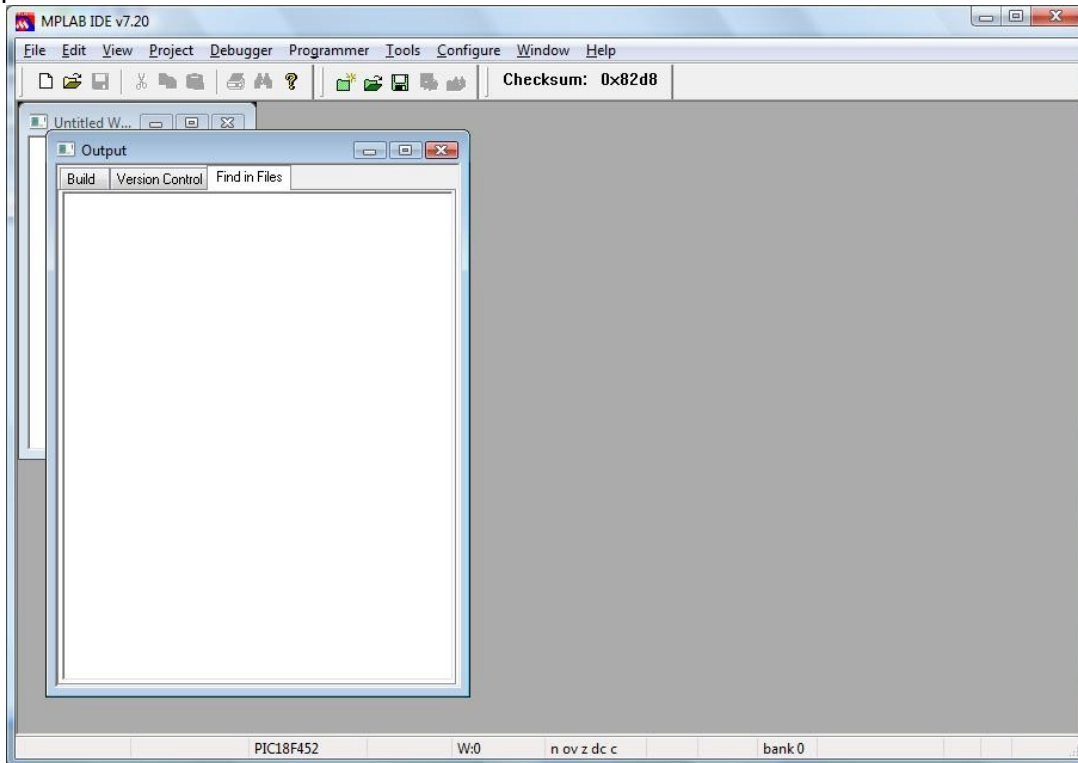 MPLAB IDE v7.20
File Edit View Project Debugger Programmer Tools Configure Window Help
Checksum: 0x82d8
Untitled W...
Output
Build Version Control Find in Files
PIC18F452 W:0 n ov z dc c bank 0